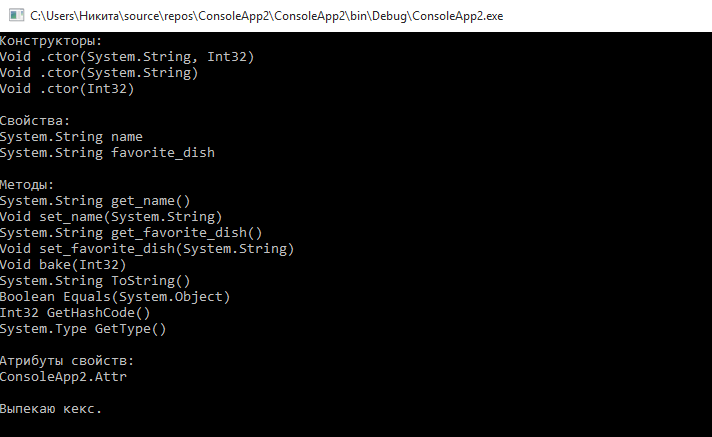 C:\Users\Никита\source\repos\ConsoleApp2\ConsoleApp2\bin\Debug\ConsoleApp2.exe
Конструкторы:
Void .ctor(System.String, Int32)
Void .ctor(System.String)
Void .ctor(Int32)
Свойства:
System.String name
System.String favorite_dish
Методы:
System.String get_name()
Void set_name(System.String)
System.String get_favorite_dish()
Void set_favorite_dish(System.String)
Void bake(Int32)
System.String ToString()
Boolean Equals(System.Object)
Int32 GetHashCode()
System.Type GetType()
Атрибуты свойств:
ConsoleApp2.Attr
Выпекаю кекс.